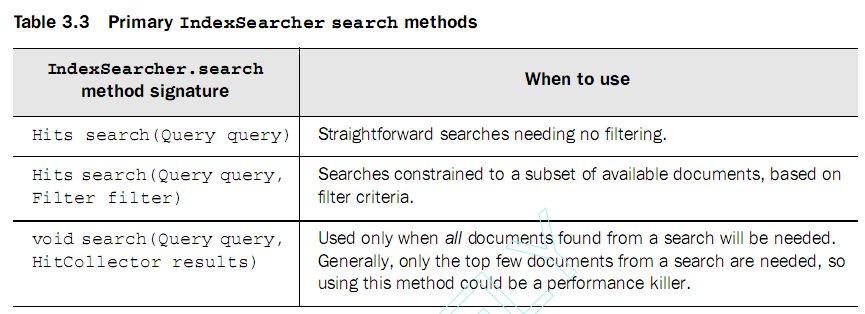 Table 3.3 Primary IndexSearcher search methods
IndexSearcher.search
method signature
When to use
Hits search(Query query)
Straightforward searches needing no filtering.
Hits search(Query query,
Filter filter)
Searches constrained to a subset of available documents, based on
filter criteria.
void search(Query query,
HitCollector results)
Used only when all documents found from a search will be needed.
Generally, only the top few documents from a search are needed, so
using this method could be a performance killer.